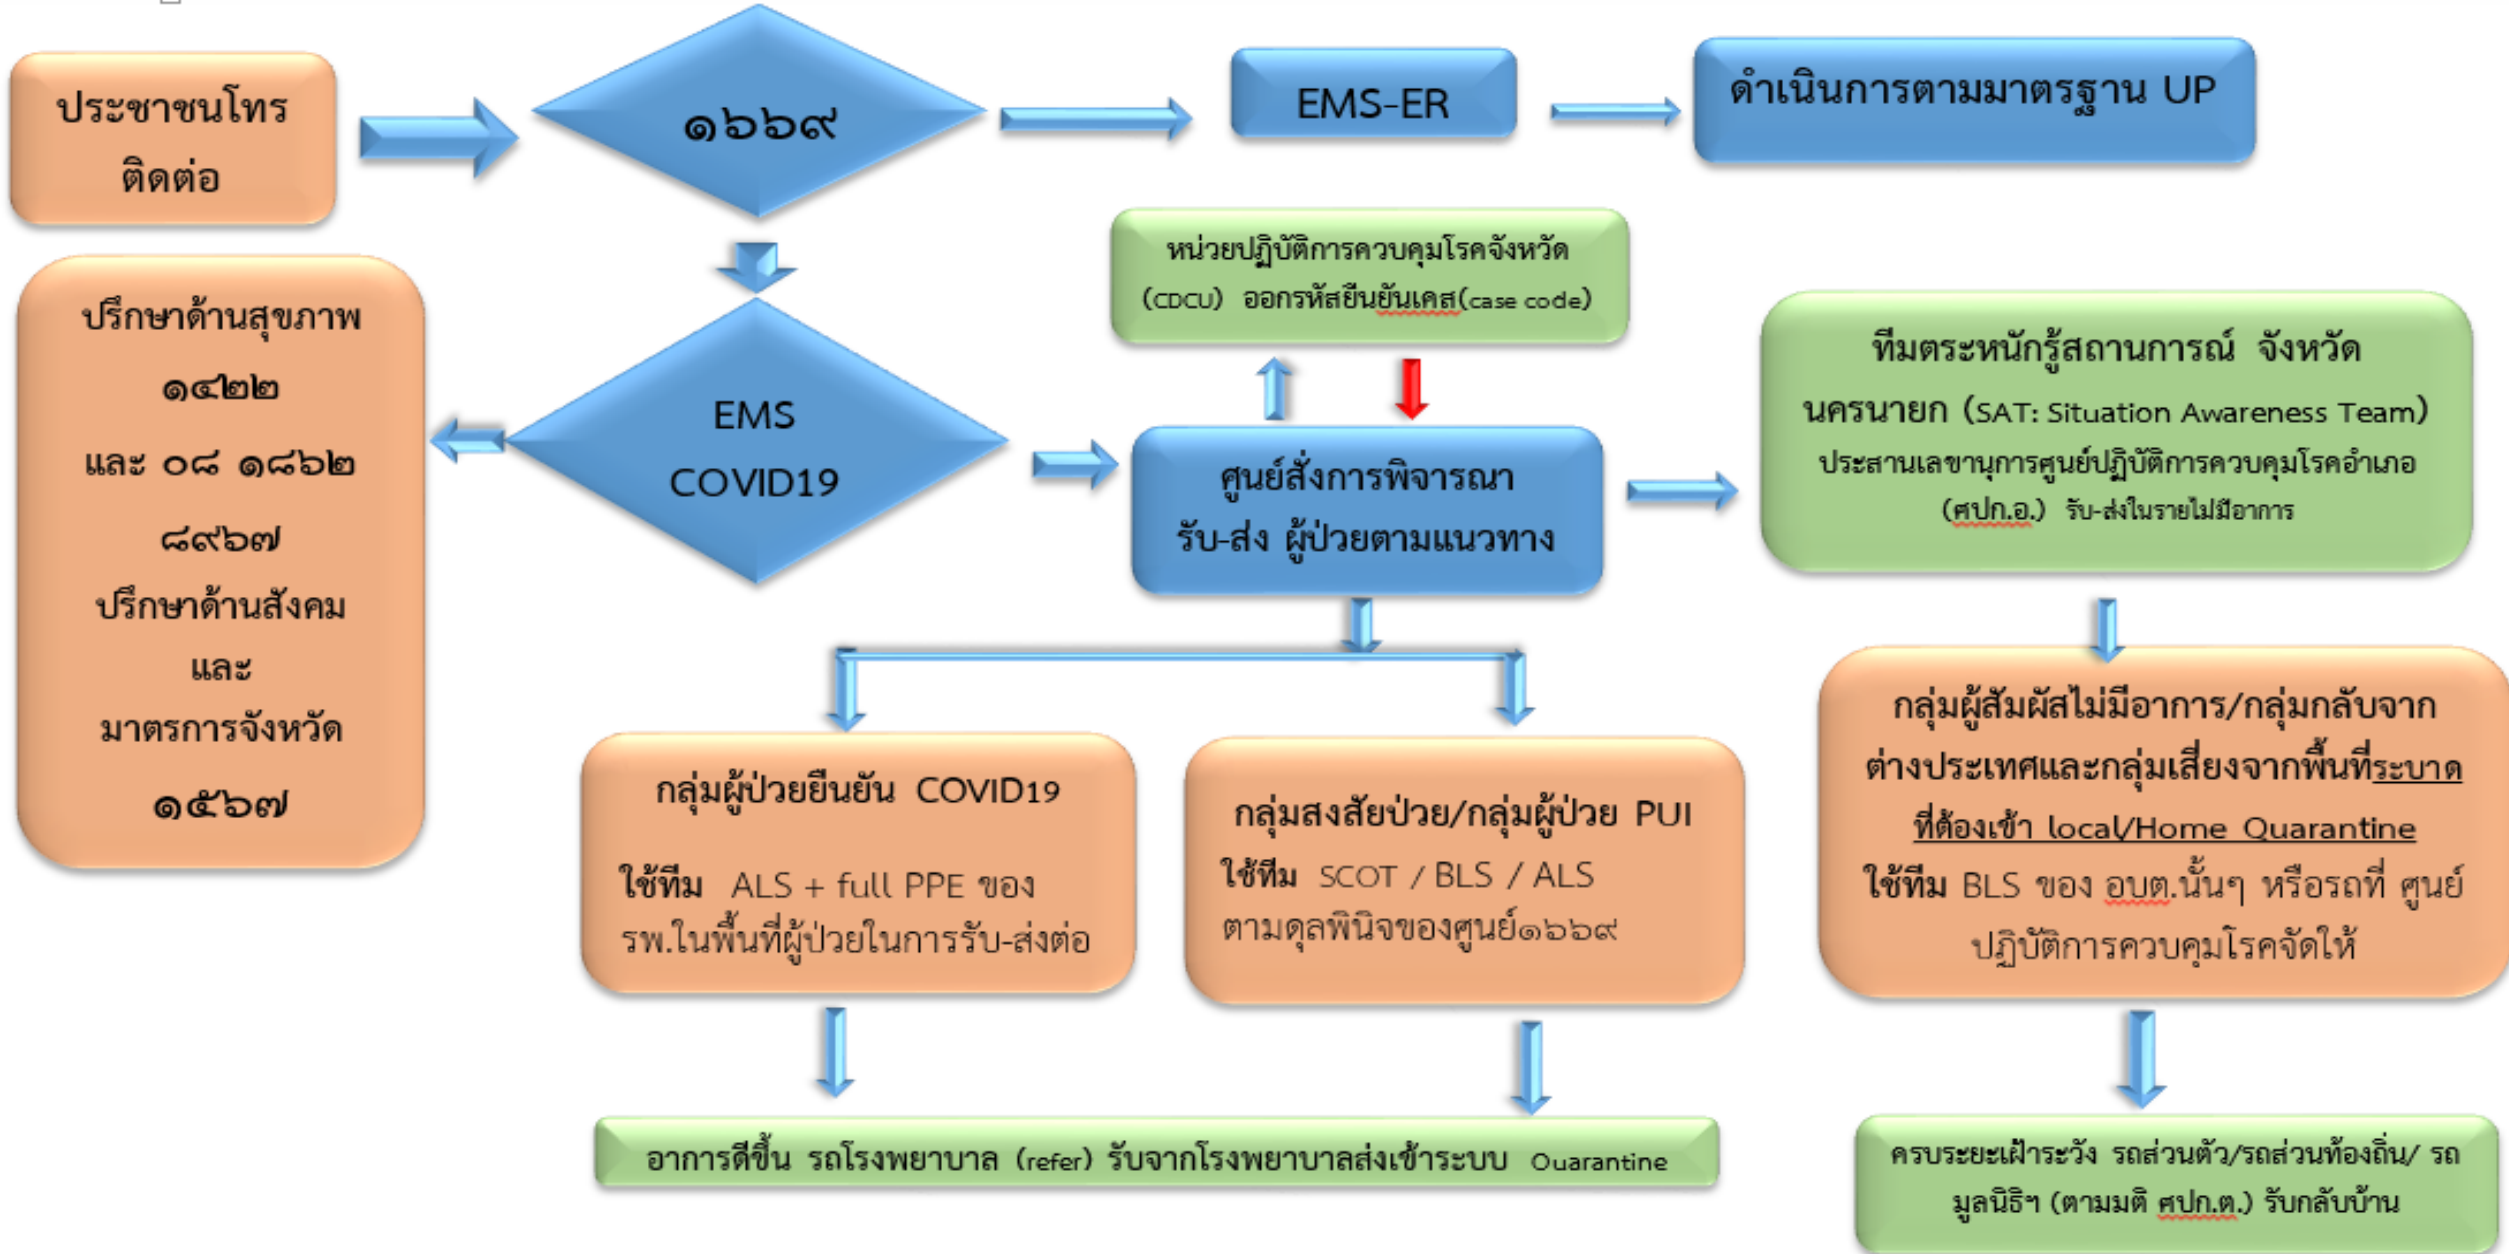 ประชาชนโทร
ติดต่อ
๑๖๖๙
EMS-ER
ดำเนินการตามมาตรฐาน UP
ปรึกษาด้านสุขภาพ
๑๔๒๒
และ ๐๘ ๑๘๖๒
๘๙๖๗
ปรึกษาด้านสังคม
และ
มาตรการจังหวัด
๑๕๖๗
EMS
COVID19
หน่วยปฏิบัติการควบคุมโรคจังหวัด
(CDCU) ออกรหัสยืนยันเคส(case code)
ศูนย์สั่งการพิจารณา
รับ-ส่ง ผู้ป่วยตามแนวทาง
ทีมตระหนักรู้สถานการณ์ จังหวัด
นครนายก (SAT: Situation Awareness Team)
ประสานเลขานุการศูนย์ปฏิบัติการควบคุมโรคอำเภอ
(ศปก.อ.) รับ-ส่งในรายไม่มีอาการ
กลุ่มผู้ป่วยยืนยัน COVID19
ใช้ทีม ALS + full PPE ของ
รพ.ในพื้นที่ผู้ป่วยในการรับ-ส่งต่อ
กลุ่มสงสัยป่วย/กลุ่มผู้ป่วย PUI
ใช้ทีม SCOT / BLS / ALS
ตามดุลพินิจของศูนย์๑๖๖๙
กลุ่มผู้สัมผัสไม่มีอาการ/กลุ่มกลับจาก
ต่างประเทศและกลุ่มเสี่ยงจากพื้นที่ระบาด
ที่ต้องเข้า local/Home Quarantine
ใช้ทีม BLS ของ อบต.นั้นๆ หรือรถที่ ศูนย์
ปฏิบัติการควบคุมโรคจัดให้
อาการดีขึ้น รถโรงพยาบาล (refer) รับจากโรงพยาบาลส่งเข้าระบบ Quarantine
ครบระยะเฝ้าระวัง รถส่วนตัว/รถส่วนท้องถิ่น/ รถ
มูลนิธิฯ (ตามมติ ศปก.ต.) รับกลับบ้าน